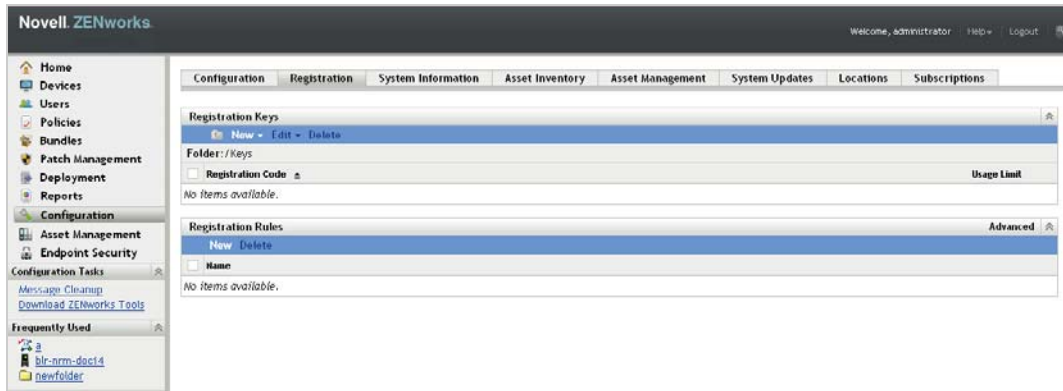 Novell. ZENworks.
Welcome, administrator Help Logout
Home
Devices
Users
Policies
Bundles
Patch Management
Deployment
Reports
Configuration
Asset Management
Endpoint Security
Configuration Tasks
Message Cleanup
Download ZENworks Tools
Frequently Used
a
blr-nrm-doc14
newfolder
Configuration Registration System Information Asset Inventory Asset Management System Updates Locations Subscriptions
Registration Keys
New Edit Delete
Folder: /Keys
Registration Code Usage Limit
No items available.
Registration Rules Advanced
New Delete
Name
No items available.